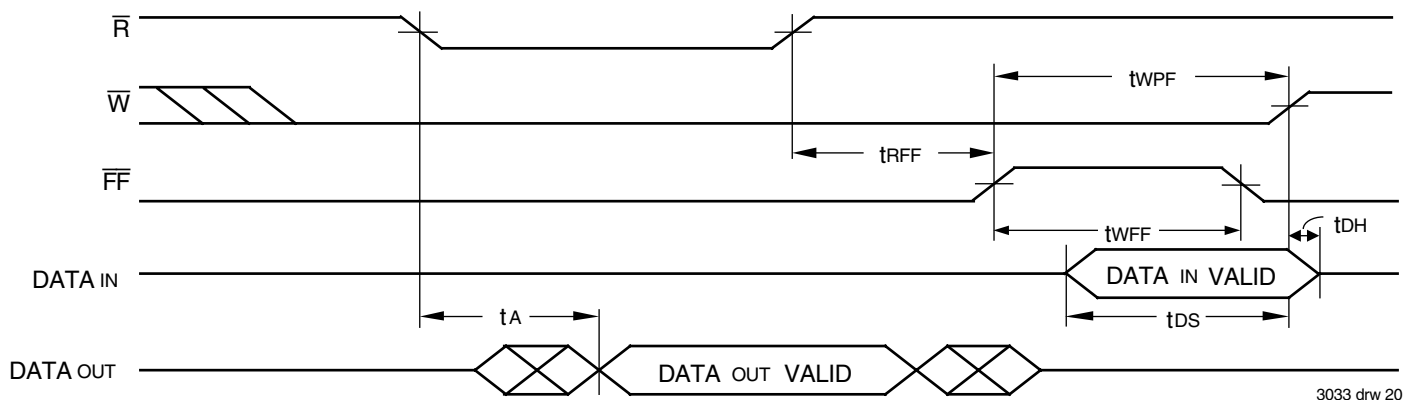 R̅
tWPF
W̅
tRFF
F̅F̅
tDH
tWFF
DATA IN
DATA IN VALID
tA
tDS
DATA OUT
DATA OUT VALID
3033 drw 20